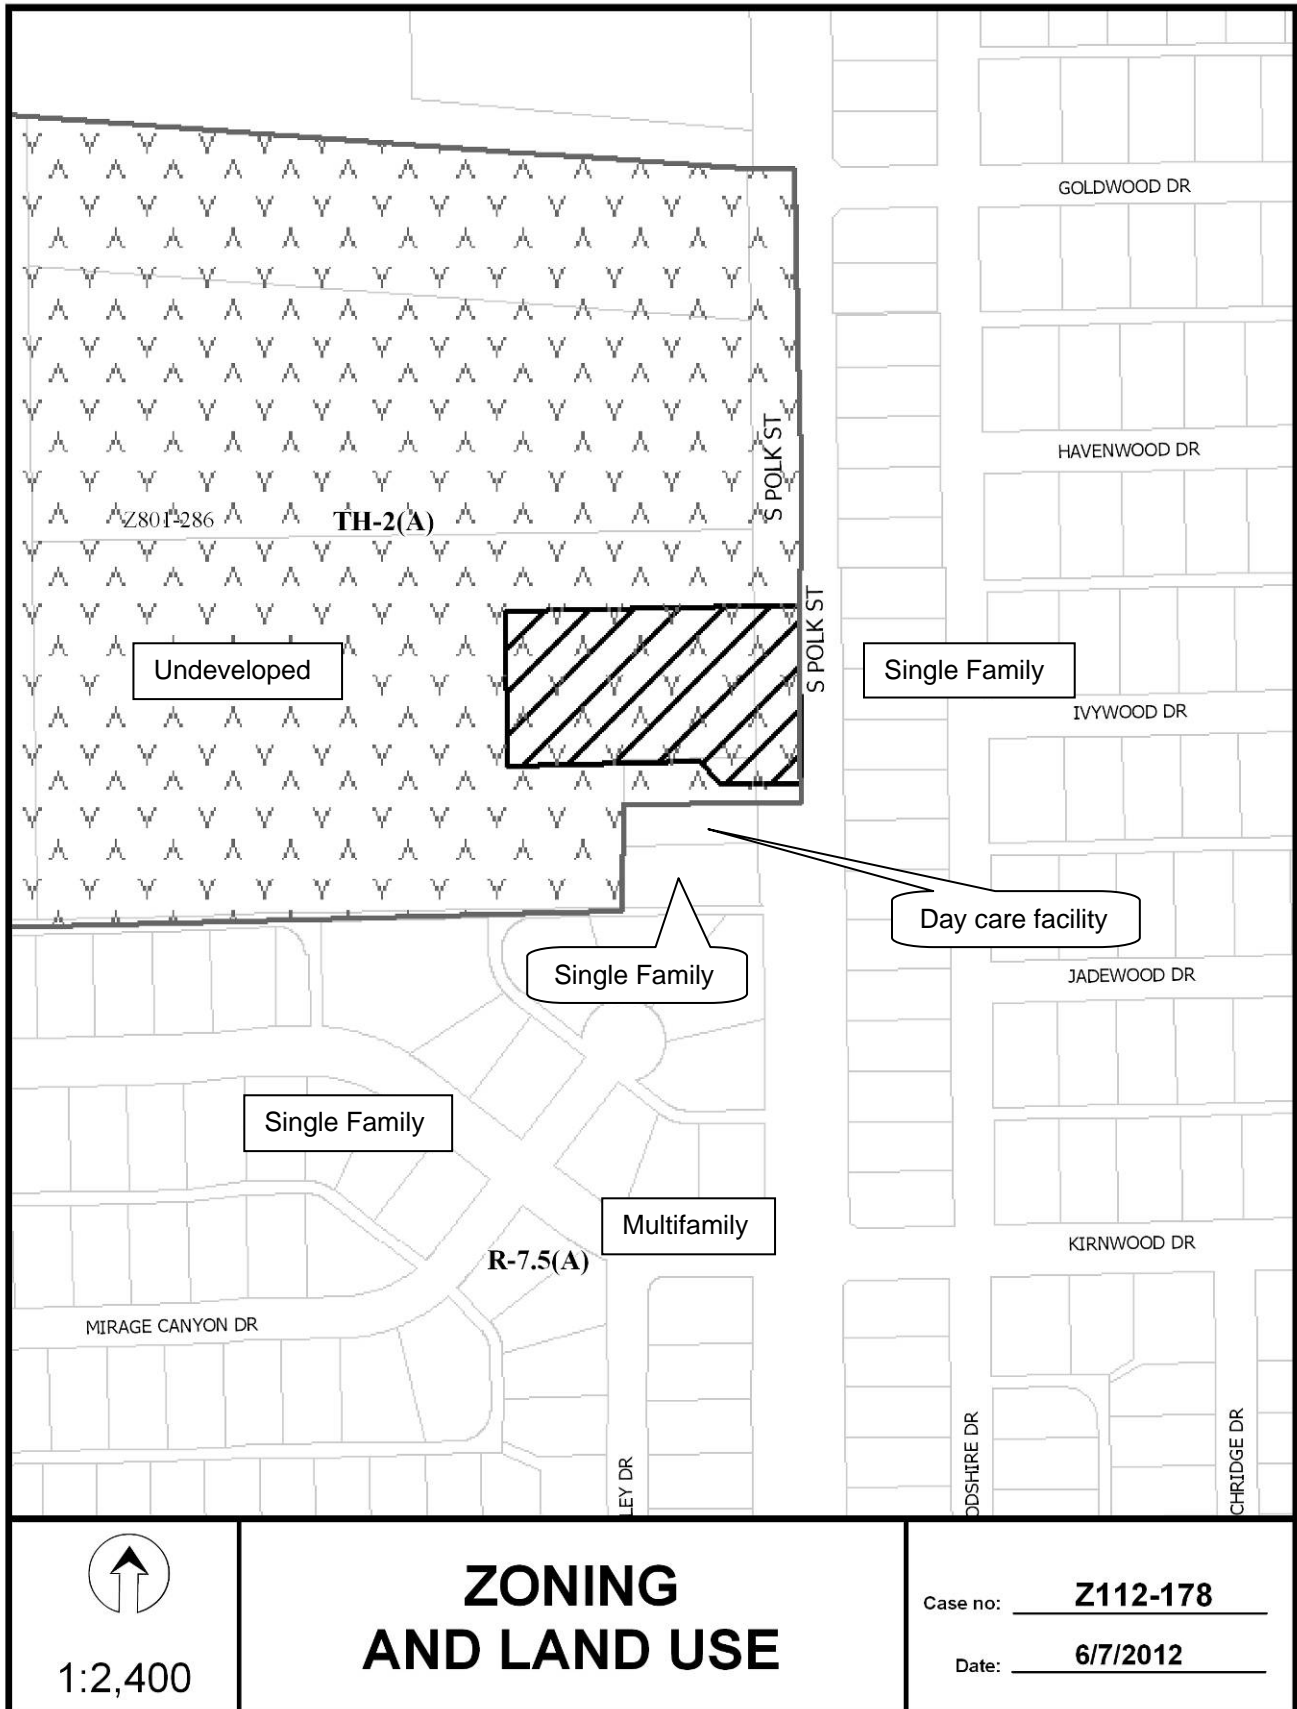 GOLDWOOD DR
S POLK ST
HAVENWOOD DR
Z801-286
TH-2(A)
S POLK ST
Undeveloped
Single Family
IVYWOOD DR
Day care facility
Single Family
JADEWOOD DR
Single Family
Multifamily
R-7.5(A)
KIRNWOOD DR
MIRAGE CANYON DR
LEY DR
ODSHIRE DR
CHRIDGE DR
1:2,400
ZONING
AND LAND USE
Case no: Z112-178
Date: 6/7/2012